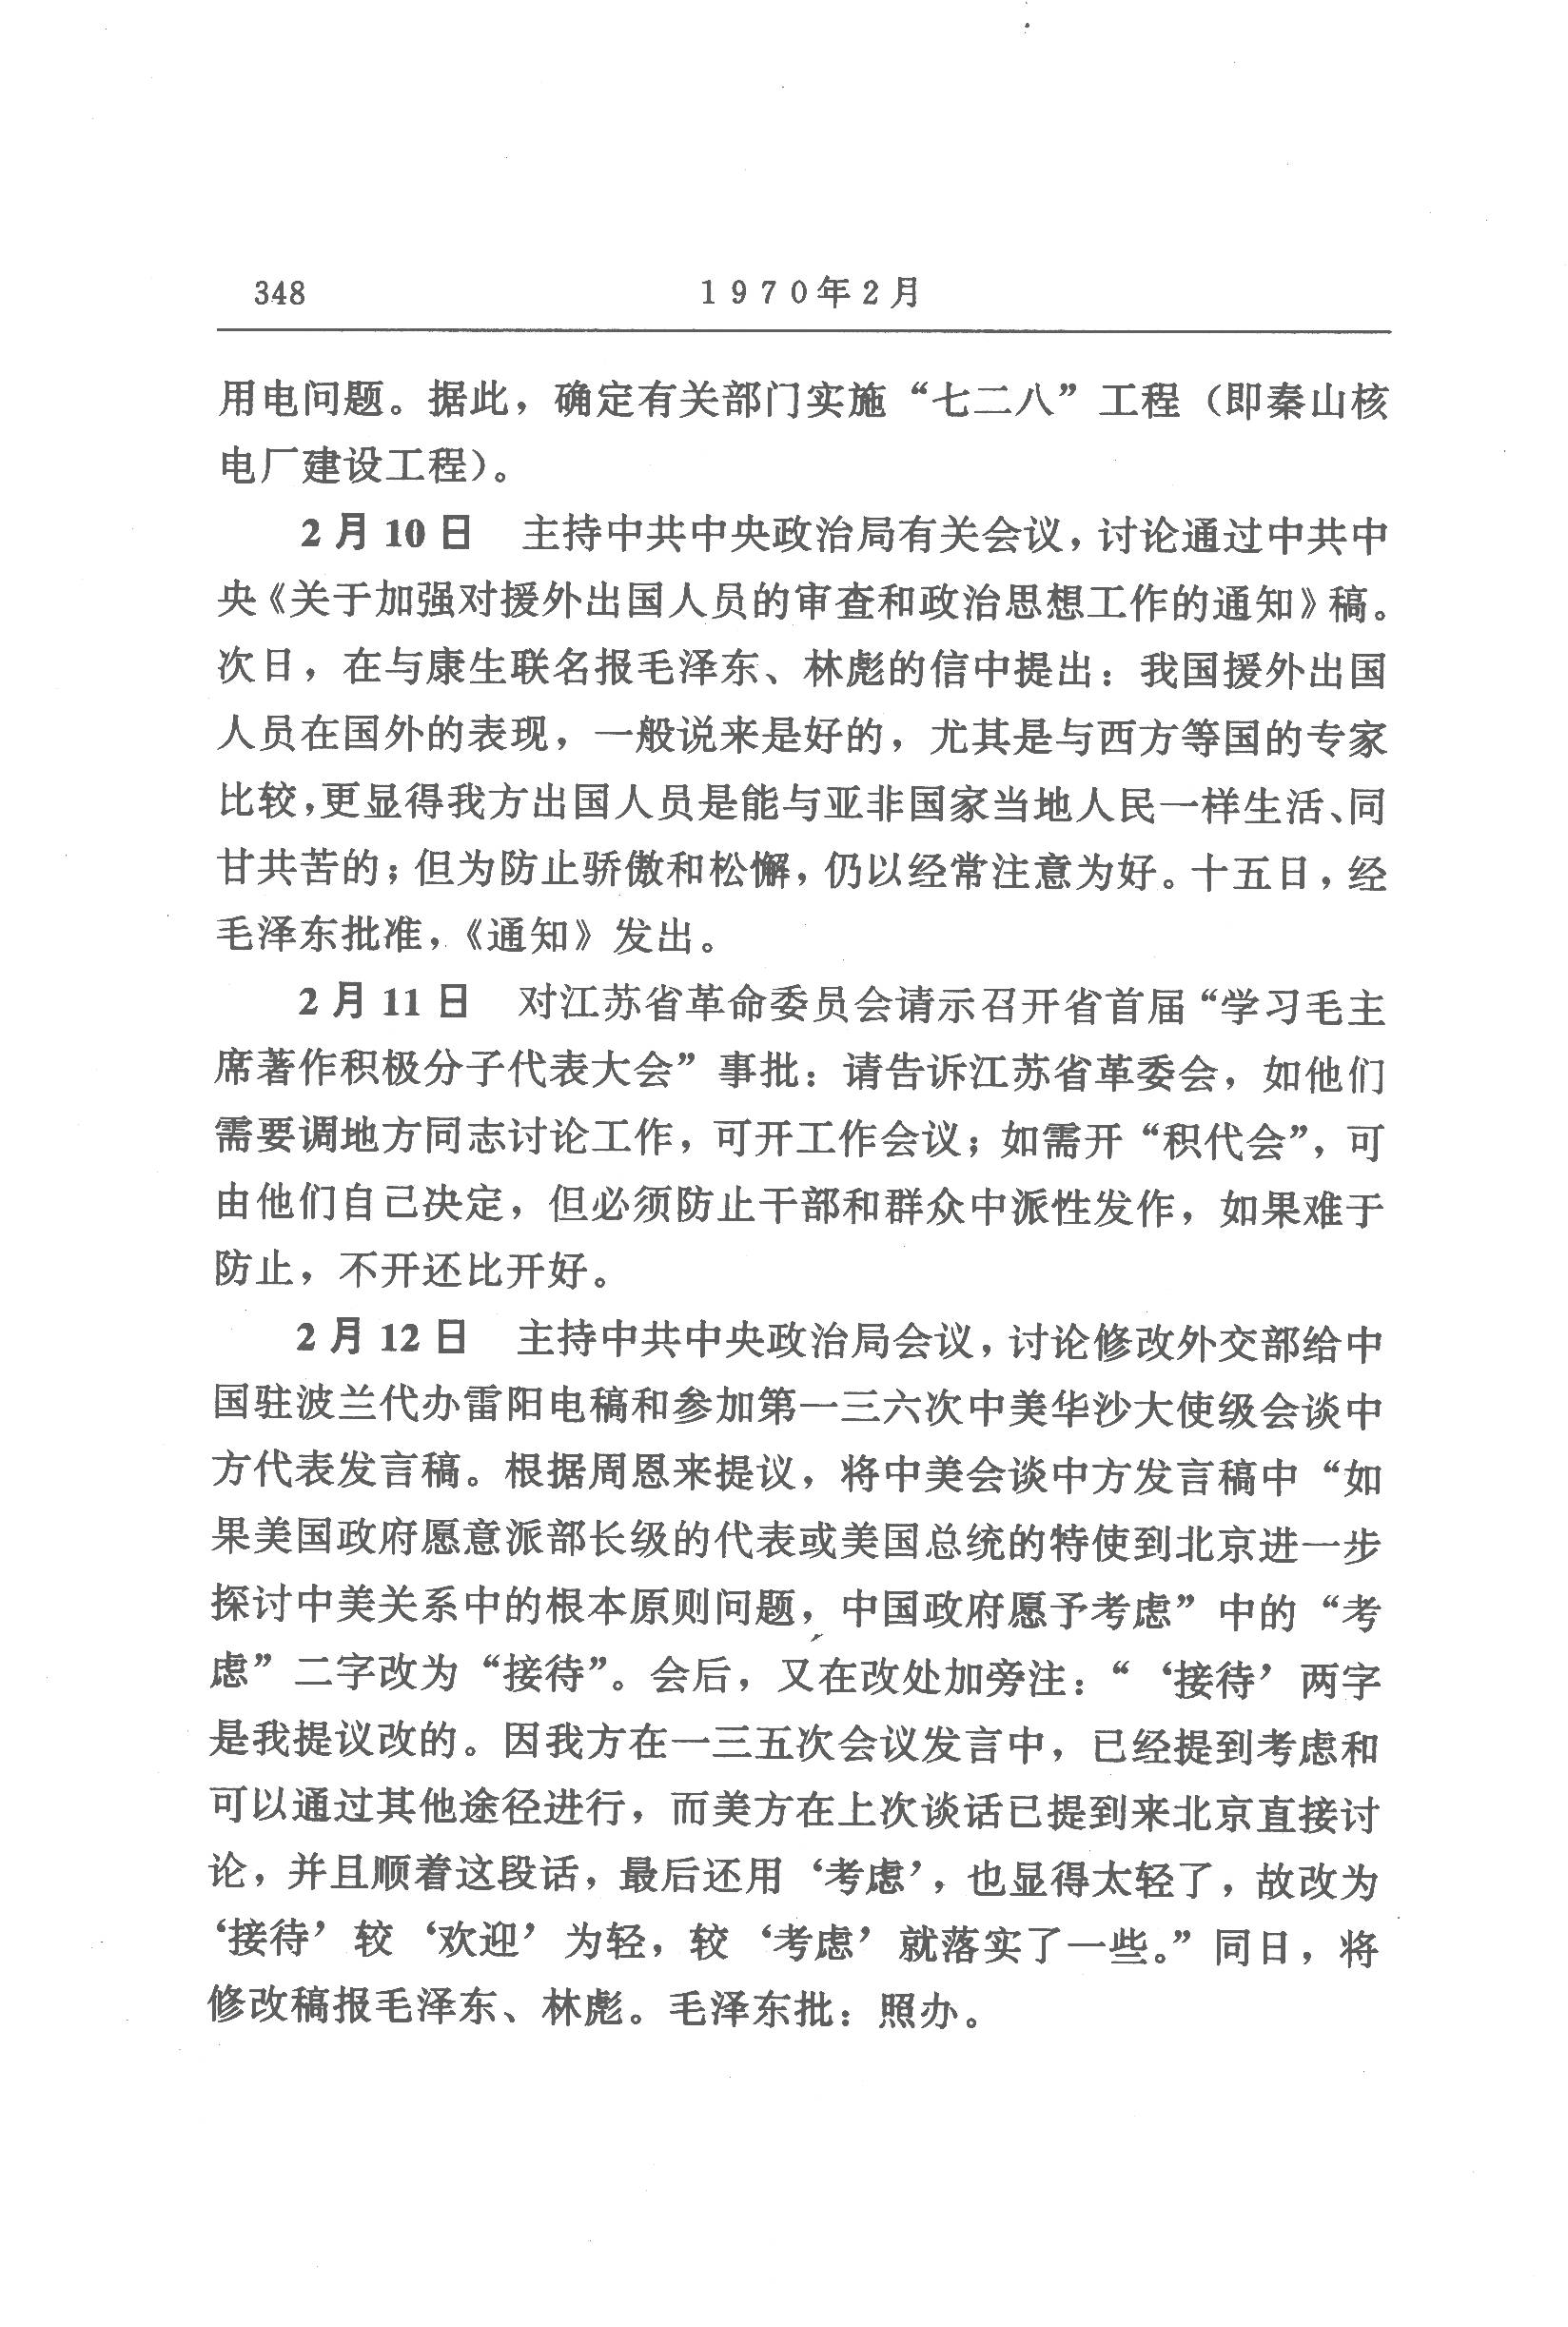 348
1970年2月
用电问题。据此，确定有关部门实施“七二八”工程（即秦山核
电厂建设工程）。
2月10日 主持中共中央政治局有关会议，讨论通过中共中
央《关于加强对援外出国人员的审查和政治思想工作的通知》稿。
次日，在与康生联名报毛泽东、林彪的信中提出：我国援外出国
人员在国外的表现，一般说来是好的，尤其是与西方等国的专家
比较，更显得我方出国人员是能与亚非国家当地人民一样生活、同
甘共苦的；但为防止骄傲和松懈，仍以经常注意为好。十五日，经
毛泽东批准，《通知》发出。
2月11日 对江苏省革命委员会请示召开省首届“学习毛主
席著作积极分子代表大会”事批：请告诉江苏省革委会，如他们
需要调地方同志讨论工作，可开工作会议；如需开“积代会”，可
由他们自己决定，但必须防止干部和群众中派性发作，如果难于
防止，不开还比开好。
2月12日 主持中共中央政治局会议，讨论修改外交部给中
国驻波兰代办雷阳电稿和参加第一三六次中美华沙大使级会谈中
方代表发言稿。根据周恩来提议，将中美会谈中方发言稿中“如
果美国政府愿意派部长级的代表或美国总统的特使到北京进一步
探讨中美关系中的根本原则问题，中国政府愿予考虑”中的“考
虑”二字改为“接待”。会后，又在改处加旁注：“‘接待’两字
是我提议改的。因我方在一三五次会议发言中，已经提到考虑和
可以通过其他途径进行，而美方在上次谈话已提到来北京直接讨
论，并且顺着这段话，最后还用‘考虑’，也显得太轻了，故改为
‘接待’较‘欢迎’为轻，较‘考虑’就落实了一些。”同日，将
修改稿报毛泽东、林彪。毛泽东批：照办。